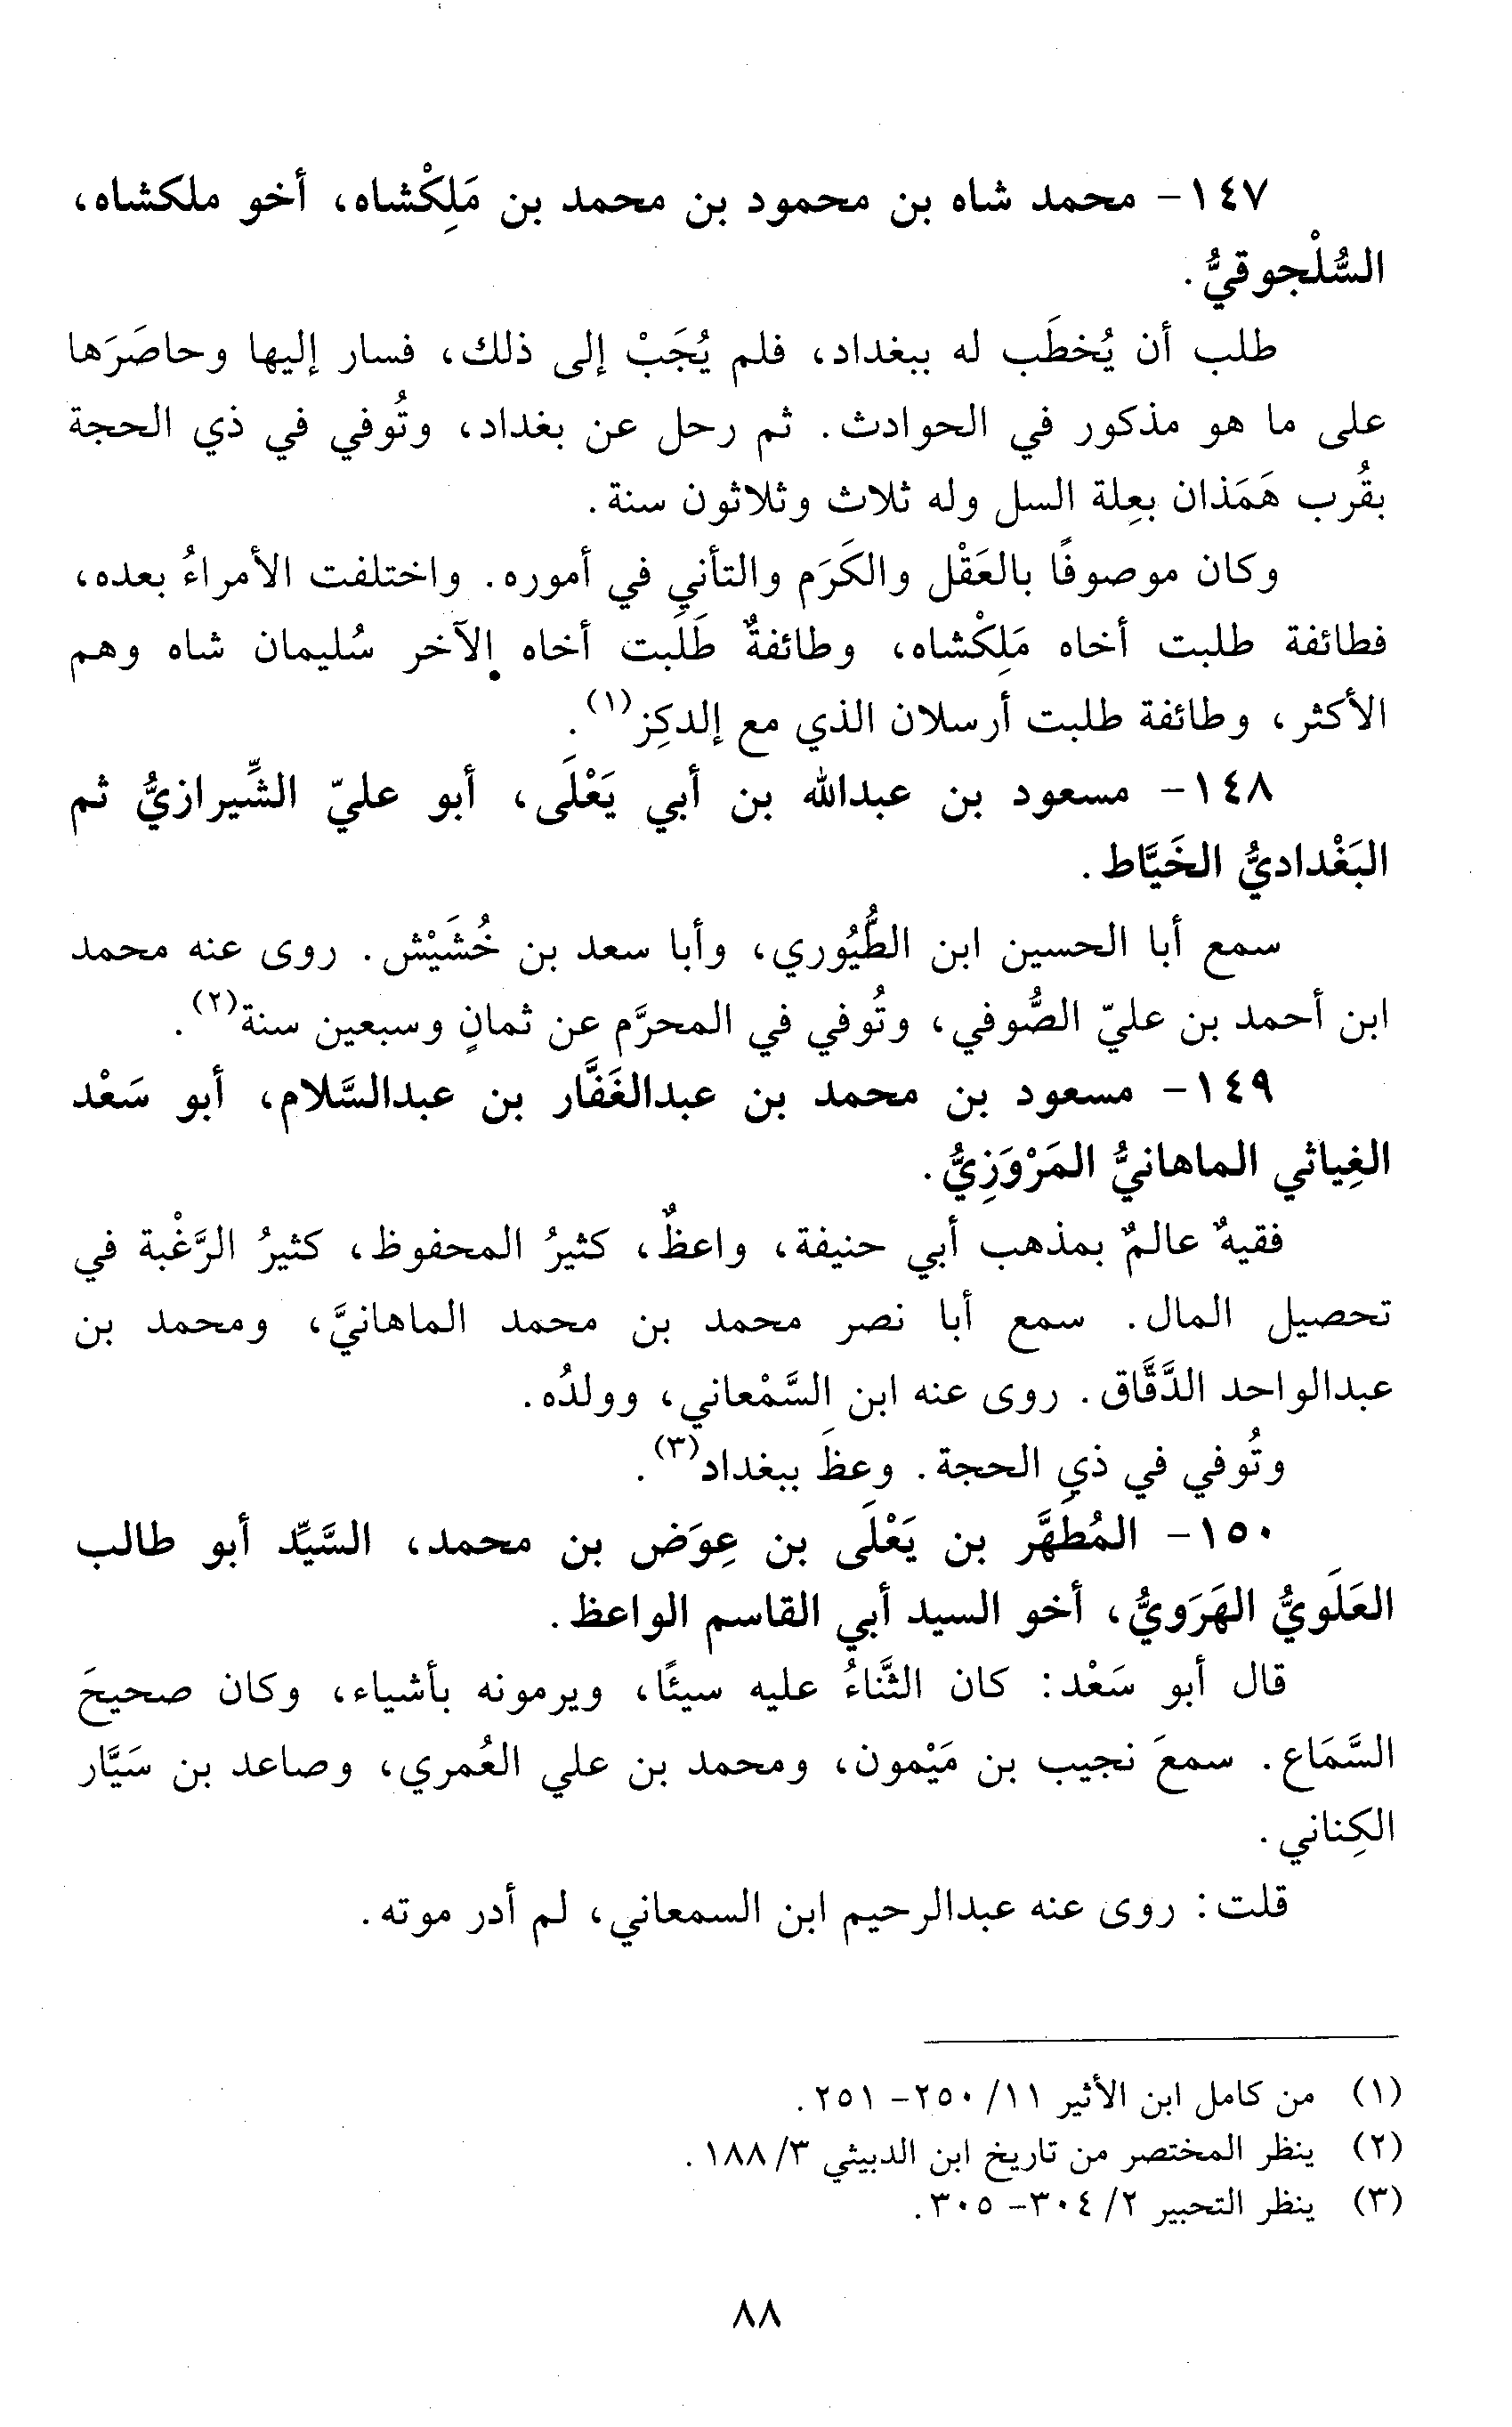 ١٤٧- محمد شاه بن محمود بن محمد بن مَلِكْشاه، أخو ملكشاه،
السُّلْجوقيُّ.
طلب أن يُخطَب له ببغداد، فلم يُجَبْ إلى ذلك، فسار إليها وحاصَرَها
على ما هو مذكور في الحوادث. ثم رحل عن بغداد، وتُوفي في ذي الحجة
بقُرب هَمَذان بعِلة السل وله ثلاث وثلاثون سنة.
وكان موصوفًا بالعَقْل والكَرَم والتأني في أموره. واختلفت الأمراءُ بعده،
فطائفة طلبت أخاه مَلِكْشاه، وطائفةٌ طَلَبت أخاه الآخر سُليمان شاه وهم
الأكثر، وطائفة طلبت أرسلان الذي مع إلدكِز(١).
١٤٨- مسعود بن عبدالله بن أبي يَعْلَى، أبو عليّ الشِّيرازيُّ ثم
البَغْداديُّ الخَيَّاط.
سمع أبا الحسين ابن الطُّيُوري، وأبا سعد بن خُشَيْش. روى عنه محمد
ابن أحمد بن عليّ الصُّوفي، وتُوفي في المحرَّم عن ثمانٍ وسبعين سنة(٢).
١٤٩- مسعود بن محمد بن عبدالغَفَّار بن عبدالسَّلام، أبو سَعْد
الغِياثي الماهانيُّ المَرْوَزِيُّ.
فقيهٌ عالمٌ بمذهب أبي حنيفة، واعظٌ، كثيرُ المحفوظ، كثيرُ الرَّغْبة في
تحصيل المال. سمع أبا نصر محمد بن محمد الماهانيَّ، ومحمد بن
عبدالواحد الدَّقَّاق. روى عنه ابن السَّمْعاني، وولدُه.
وتُوفي في ذي الحجة. وعظَ ببغداد(٣).
١٥٠- المُطَهَّر بن يَعْلَى بن عِوَض بن محمد، السَّيِّد أبو طالب
العَلَويُّ الهَرَويُّ، أخو السيد أبي القاسم الواعظ.
قال أبو سَعْد: كان الثَّناءُ عليه سيئًا، ويرمونه بأشياء، وكان صحيحَ
السَّمَاع. سمعَ نجيب بن مَيْمون، ومحمد بن علي العُمري، وصاعد بن سَيَّار
الكِناني.
قلت: روى عنه عبدالرحيم ابن السمعاني، لم أدر موته.
(١) من كامل ابن الأثير ١١/ ٢٥٠- ٢٥١.
(٢) ينظر المختصر من تاريخ ابن الدبيثي ٣/ ١٨٨.
(٣) ينظر التحبير ٢/ ٣٠٤- ٣٠٥.
٨٨